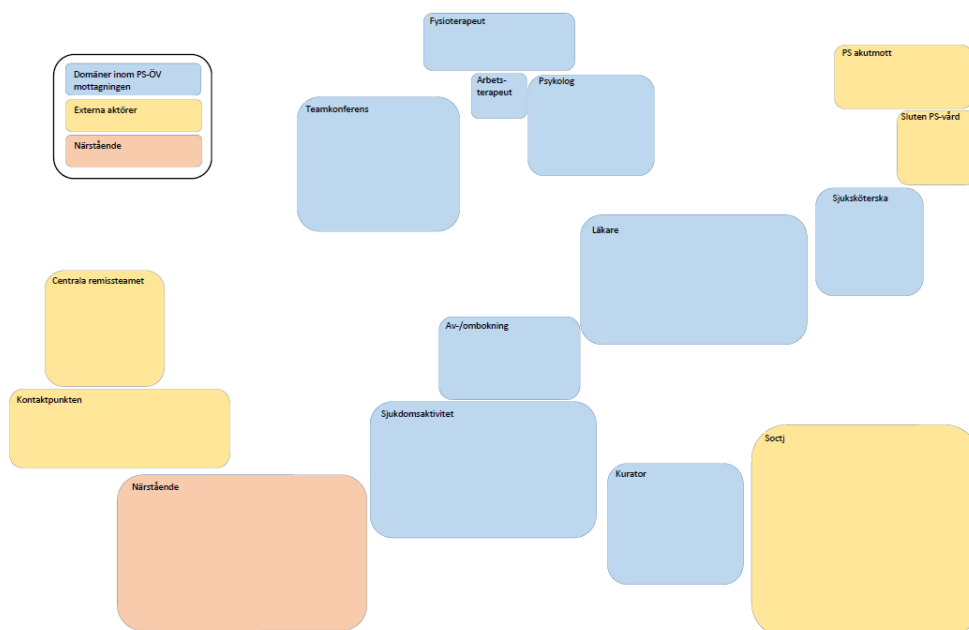 Domäner inom PS-ÖV
mottagningen
Externa aktörer
Närstående
Fysioterapeut
Arbets-
terapeut
Psykolog
PS akutmott
Sluten PS-vård
Teamkonferens
Sjuksköterska
Läkare
Centrala remissteamet
Av-/ombokning
Kontaktpunkten
Sjukdomsaktivitet
Soctj
Kurator
Närstående